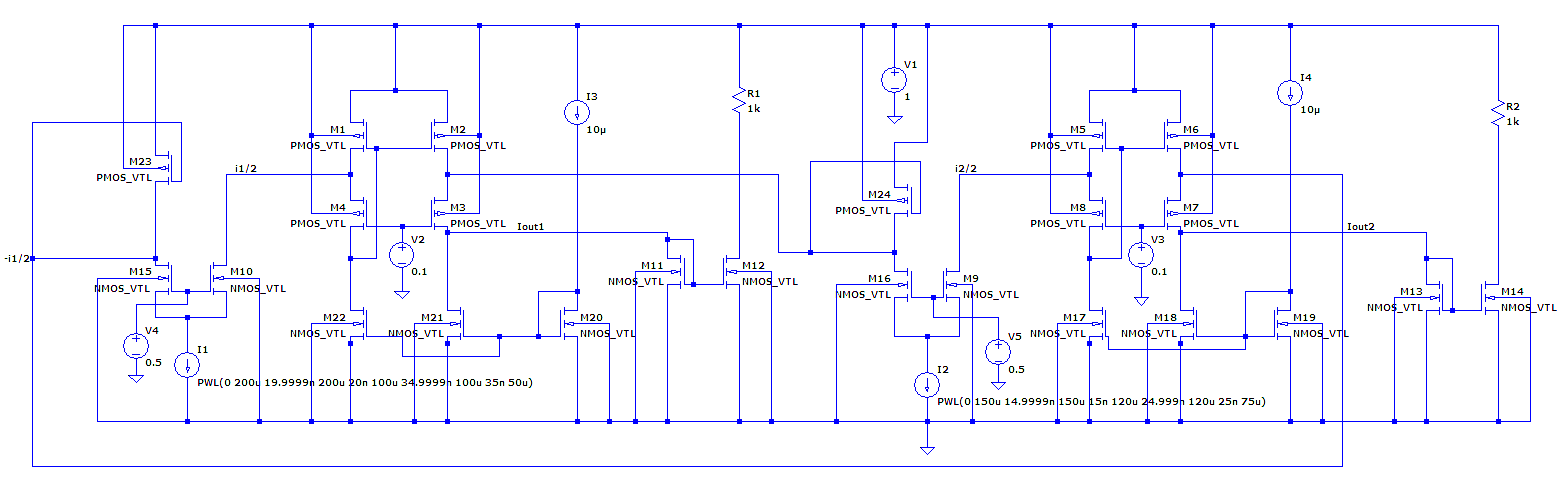 V1
1
I4
10µ
I3
10µ
R1
1k
R2
1k
M1
PMOS_VTL
M2
PMOS_VTL
M5
PMOS_VTL
M6
PMOS_VTL
M23
PMOS_VTL
i1/2
i2/2
M4
PMOS_VTL
M3
PMOS_VTL
M24
PMOS_VTL
M8
PMOS_VTL
M7
PMOS_VTL
V2
0.1
Iout1
V3
0.1
Iout2
-i1/2
M15
NMOS_VTL
M10
NMOS_VTL
M11
NMOS_VTL
M12
NMOS_VTL
M16
NMOS_VTL
M9
NMOS_VTL
M13
NMOS_VTL
M14
NMOS_VTL
V4
0.5
I1
PWL(0 200u 19.9999n 200u 20n 100u 34.9999n 100u 35n 50u)
M22
NMOS_VTL
M21
NMOS_VTL
M20
NMOS_VTL
V5
0.5
I2
PWL(0 150u 14.9999n 150u 15n 120u 24.999n 120u 25n 75u)
M17
NMOS_VTL
M18
NMOS_VTL
M19
NMOS_VTL